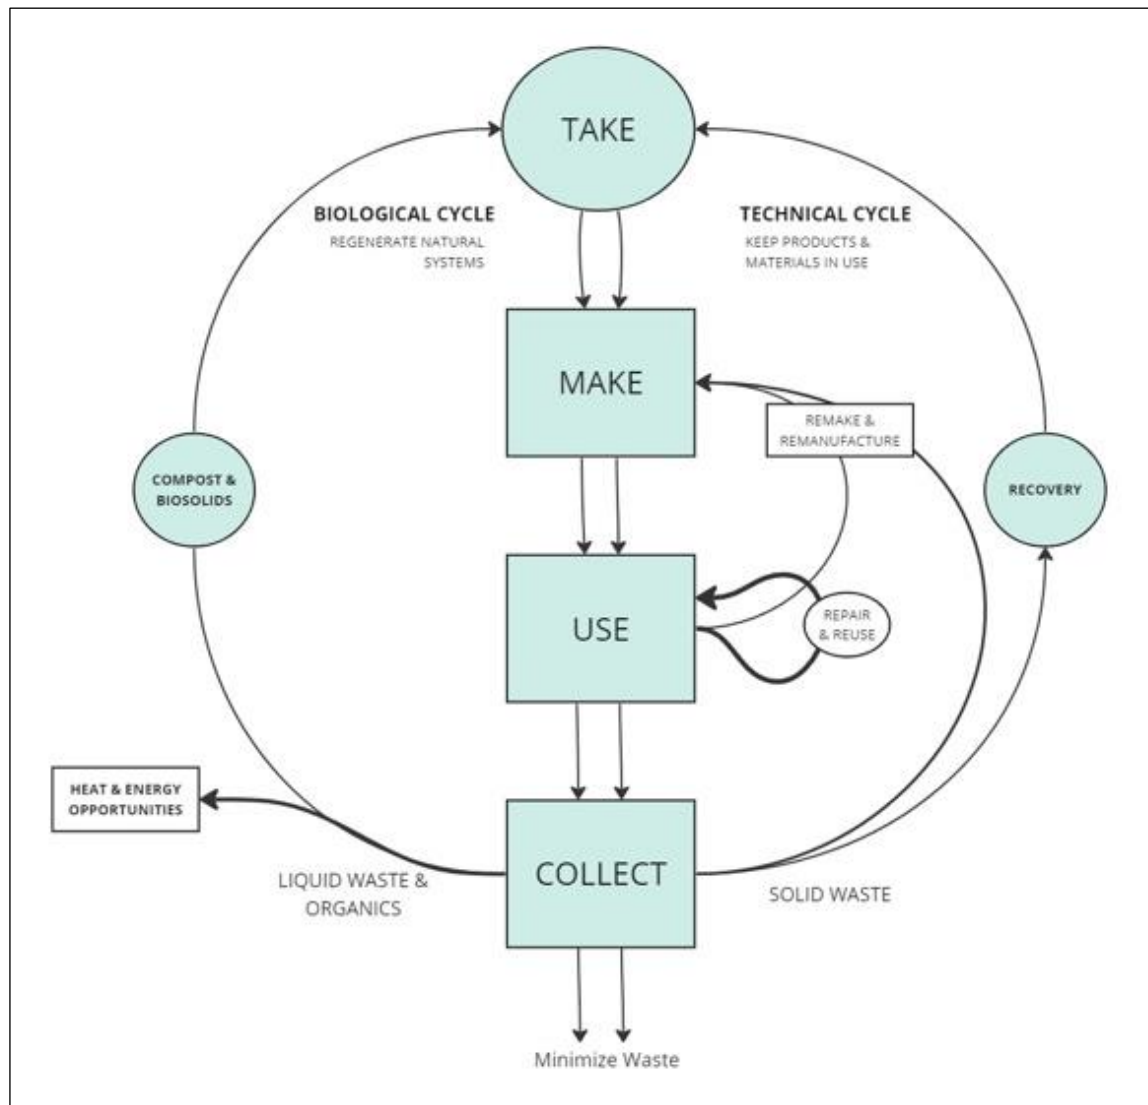 TAKE
BIOLOGICAL CYCLE
REGENERATE NATURAL
SYSTEMS
TECHNICAL CYCLE
KEEP PRODUCTS &
MATERIALS IN USE
MAKE
REMAKE &
REMANUFACTURE
COMPOST &
BIOSOLIDS
RECOVERY
USE
REPAIR
& REUSE
HEAT & ENERGY
OPPORTUNITIES
COLLECT
LIQUID WASTE &
ORGANICS
SOLID WASTE
Minimize Waste